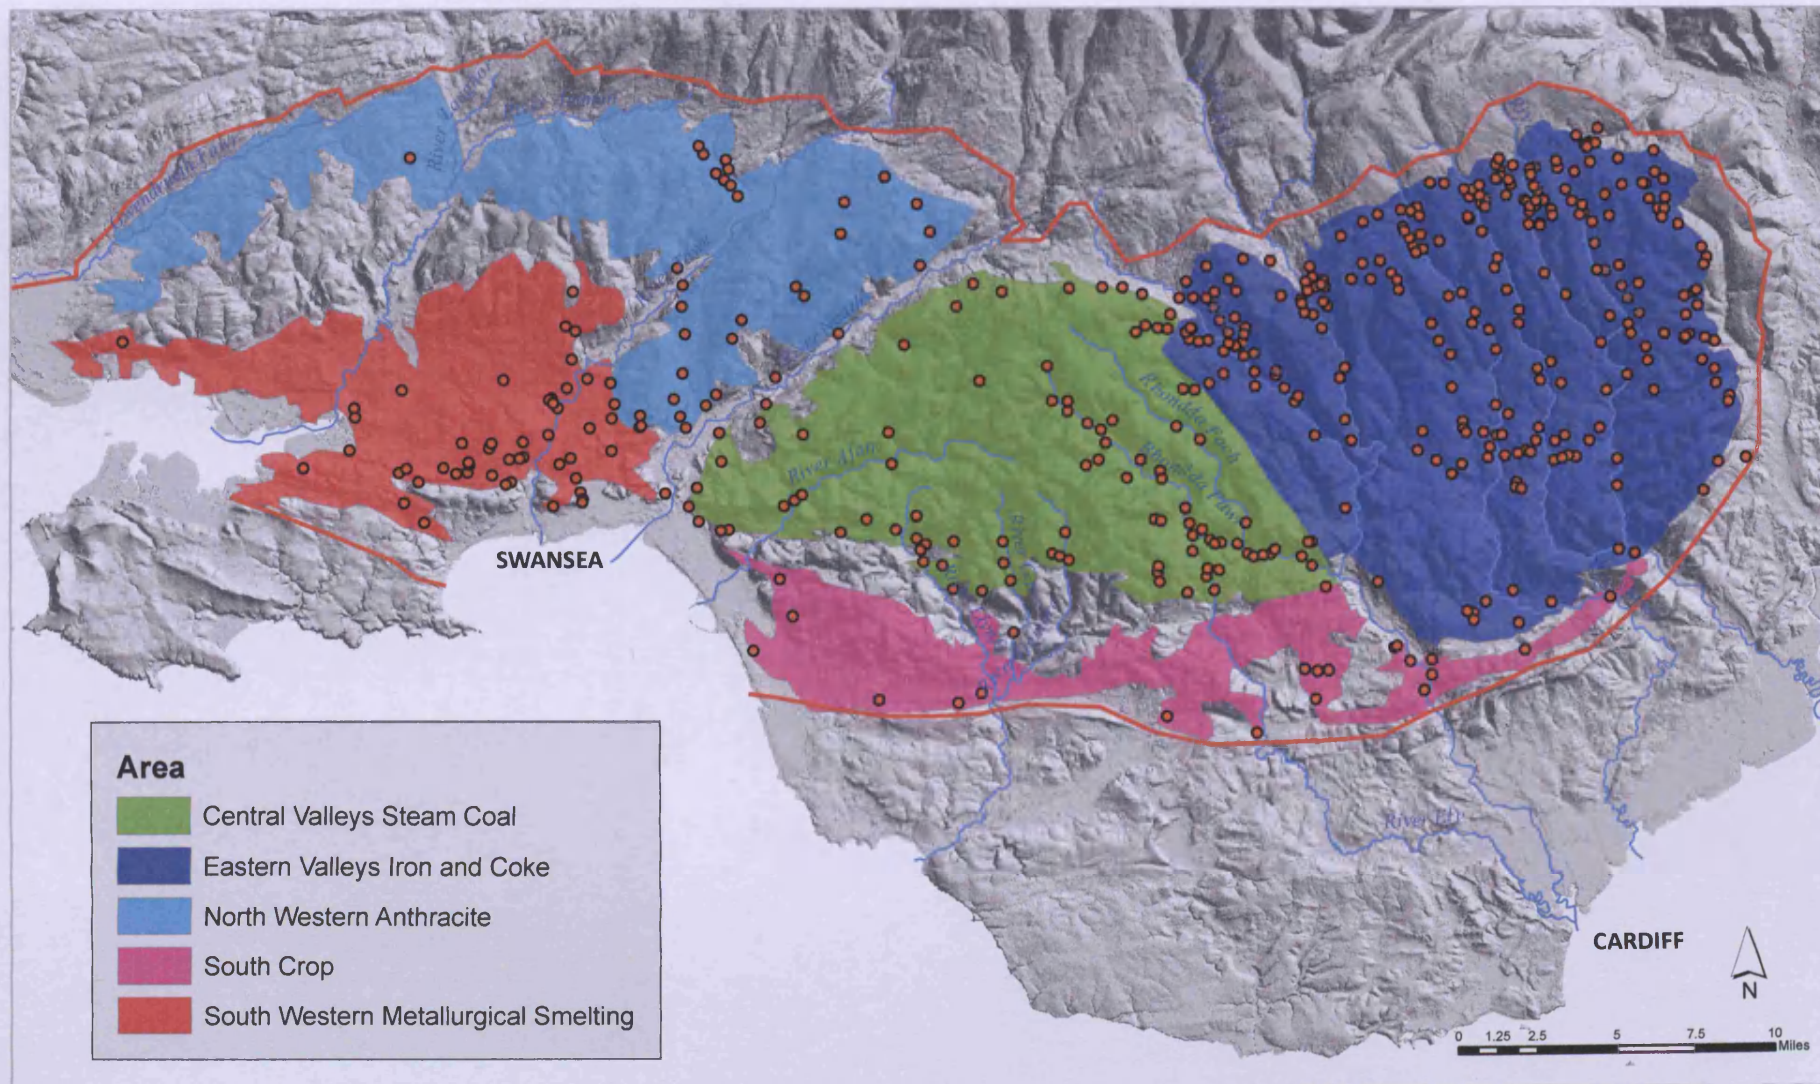 River Amman
River Afan
Rhondda Fach
Rhondda Fawr
River Ely
SWANSEA
CARDIFF
Area
Central Valleys Steam Coal
Eastern Valleys Iron and Coke
North Western Anthracite
South Crop
South Western Metallurgical Smelting
N
0 1.25 2.5 5 7.5 10
Miles